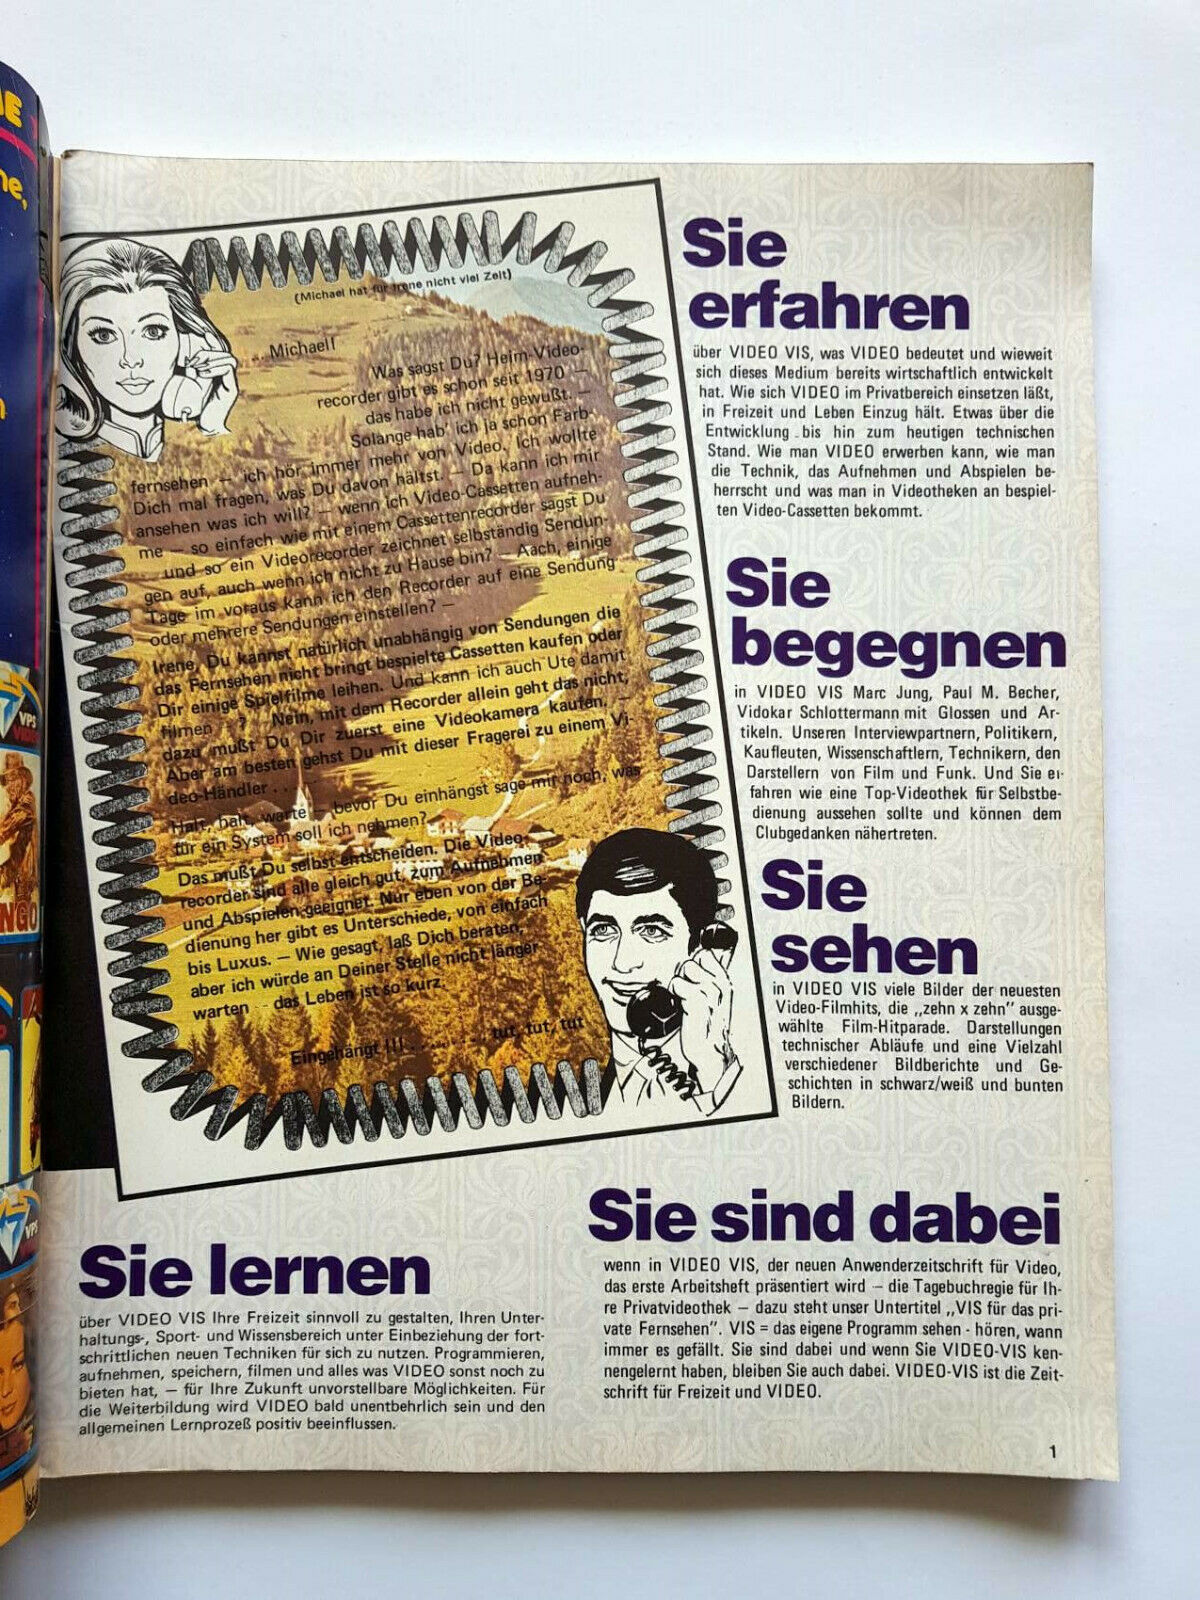 (Michael hat für Irene nicht viel Zeit)
... Michael!
Was sagst Du? Heim-Video-
recorder gibt es schon seit 1970 —
das habe ich nicht gewußt. —
Solange hab' ich ja schon Farb-
fernsehen — ich hör immer mehr von Video. Ich wollte
Dich mal fragen, was Du davon hältst. — Da kann ich mir
ansehen was ich will? — wenn ich Video-Cassetten aufneh-
me — so einfach wie mit einem Cassettenrecorder sagst Du
— und so ein Videorecorder zeichnet selbständig Sendun-
gen auf, auch wenn ich nicht zu Hause bin? — Aach, einige
Tage im voraus kann ich den Recorder auf eine Sendung
oder mehrere Sendungen einstellen? —
Irene, Du kannst natürlich unabhängig von Sendungen die
das Fernsehen nicht bringt bespielte Cassetten kaufen oder
Dir einige Spielfilme leihen. Und kann ich auch Ute damit
filmen ? Nein, mit dem Recorder allein geht das nicht,
dazu mußt Du Dir zuerst eine Videokamera kaufen. —
Aber am besten gehst Du mit dieser Fragerei zu einem Vi-
deo-Händler . . .
Halt, halt, warte — bevor Du einhängst sage mir noch, was
für ein System soll ich nehmen?
Das mußt Du selbst entscheiden. Die Video-
recorder sind alle gleich gut, zum Aufnehmen
und Abspielen geeignet. Nur eben von der Be-
dienung her gibt es Unterschiede, von einfach
bis Luxus. — Wie gesagt, laß Dich beraten,
aber ich würde an Deiner Stelle nicht länger
warten — das Leben ist so kurz.
Eingehängt !!! . . . . . . . . tut, tut, tut
Sie
erfahren
über VIDEO VIS, was VIDEO bedeutet und wieweit
sich dieses Medium bereits wirtschaftlich entwickelt
hat. Wie sich VIDEO im Privatbereich einsetzen läßt,
in Freizeit und Leben Einzug hält. Etwas über die
Entwicklung bis hin zum heutigen technischen
Stand. Wie man VIDEO erwerben kann, wie man
die Technik, das Aufnehmen und Abspielen be-
herrscht und was man in Videotheken an bespiel-
ten Video-Cassetten bekommt.
Sie
begegnen
in VIDEO VIS Marc Jung, Paul M. Becher,
Vidokar Schlottermann mit Glossen und Ar-
tikeln. Unseren Interviewpartnern, Politikern,
Kaufleuten, Wissenschaftlern, Technikern, den
Darstellern von Film und Funk. Und Sie er-
fahren wie eine Top-Videothek für Selbstbe-
dienung aussehen sollte und können dem
Clubgedanken nähertreten.
Sie
sehen
in VIDEO VIS viele Bilder der neuesten
Video-Filmhits, die „zehn x zehn” ausge-
wählte Film-Hitparade. Darstellungen
technischer Abläufe und eine Vielzahl
verschiedener Bildberichte und Ge-
schichten in schwarz/weiß und bunten
Bildern.
Sie lernen
über VIDEO VIS Ihre Freizeit sinnvoll zu gestalten, Ihren Unter-
haltungs-, Sport- und Wissensbereich unter Einbeziehung der fort-
schrittlichen neuen Techniken für sich zu nutzen. Programmieren,
aufnehmen, speichern, filmen und alles was VIDEO sonst noch zu
bieten hat, — für Ihre Zukunft unvorstellbare Möglichkeiten. Für
die Weiterbildung wird VIDEO bald unentbehrlich sein und den
allgemeinen Lernprozeß positiv beeinflussen.
Sie sind dabei
wenn in VIDEO VIS, der neuen Anwenderzeitschrift für Video,
das erste Arbeitsheft präsentiert wird — die Tagebuchregie für Ih-
re Privatvideothek — dazu steht unser Untertitel „VIS für das pri-
vate Fernsehen”. VIS = das eigene Programm sehen - hören, wann
immer es gefällt. Sie sind dabei und wenn Sie VIDEO-VIS ken-
nengelernt haben, bleiben Sie auch dabei. VIDEO-VIS ist die Zeit-
schrift für Freizeit und VIDEO.
1
VPS
NGO
VPS